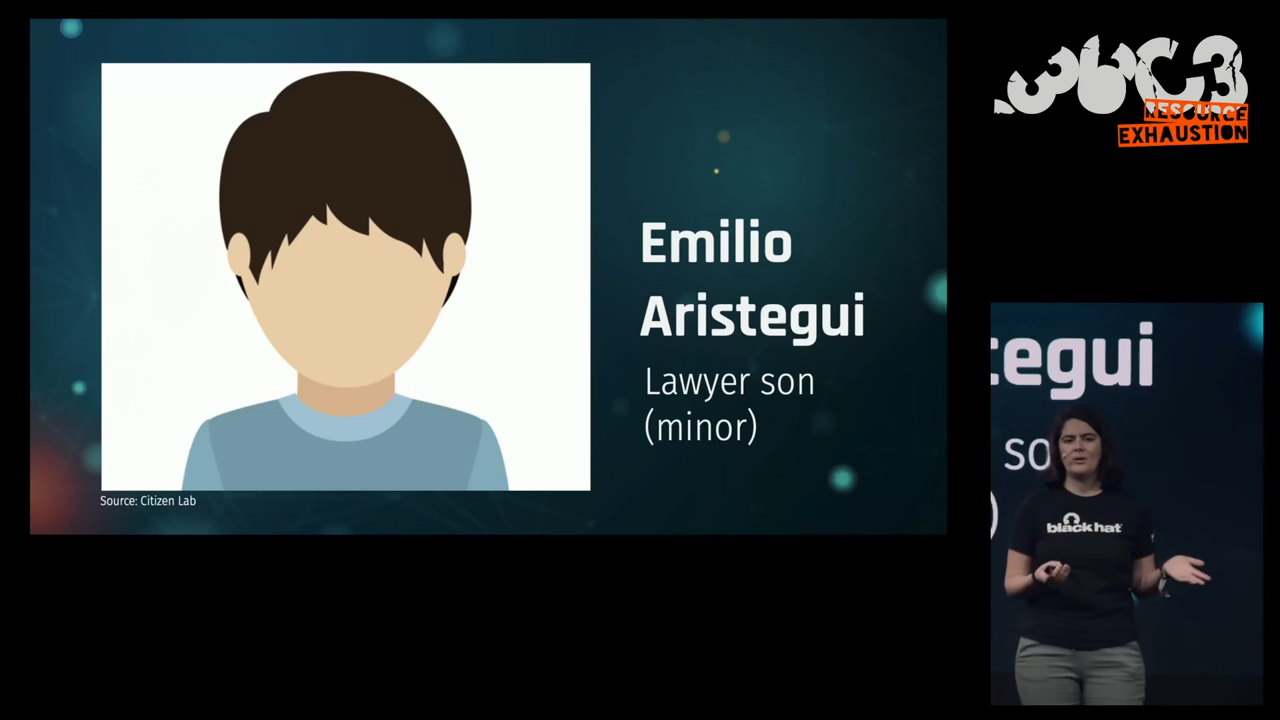 Emilio
Aristegui
Lawyer son
(minor)
Source: Citizen Lab
36C3
RESOURCE
EXHAUSTION
tegui
so
)
black hat